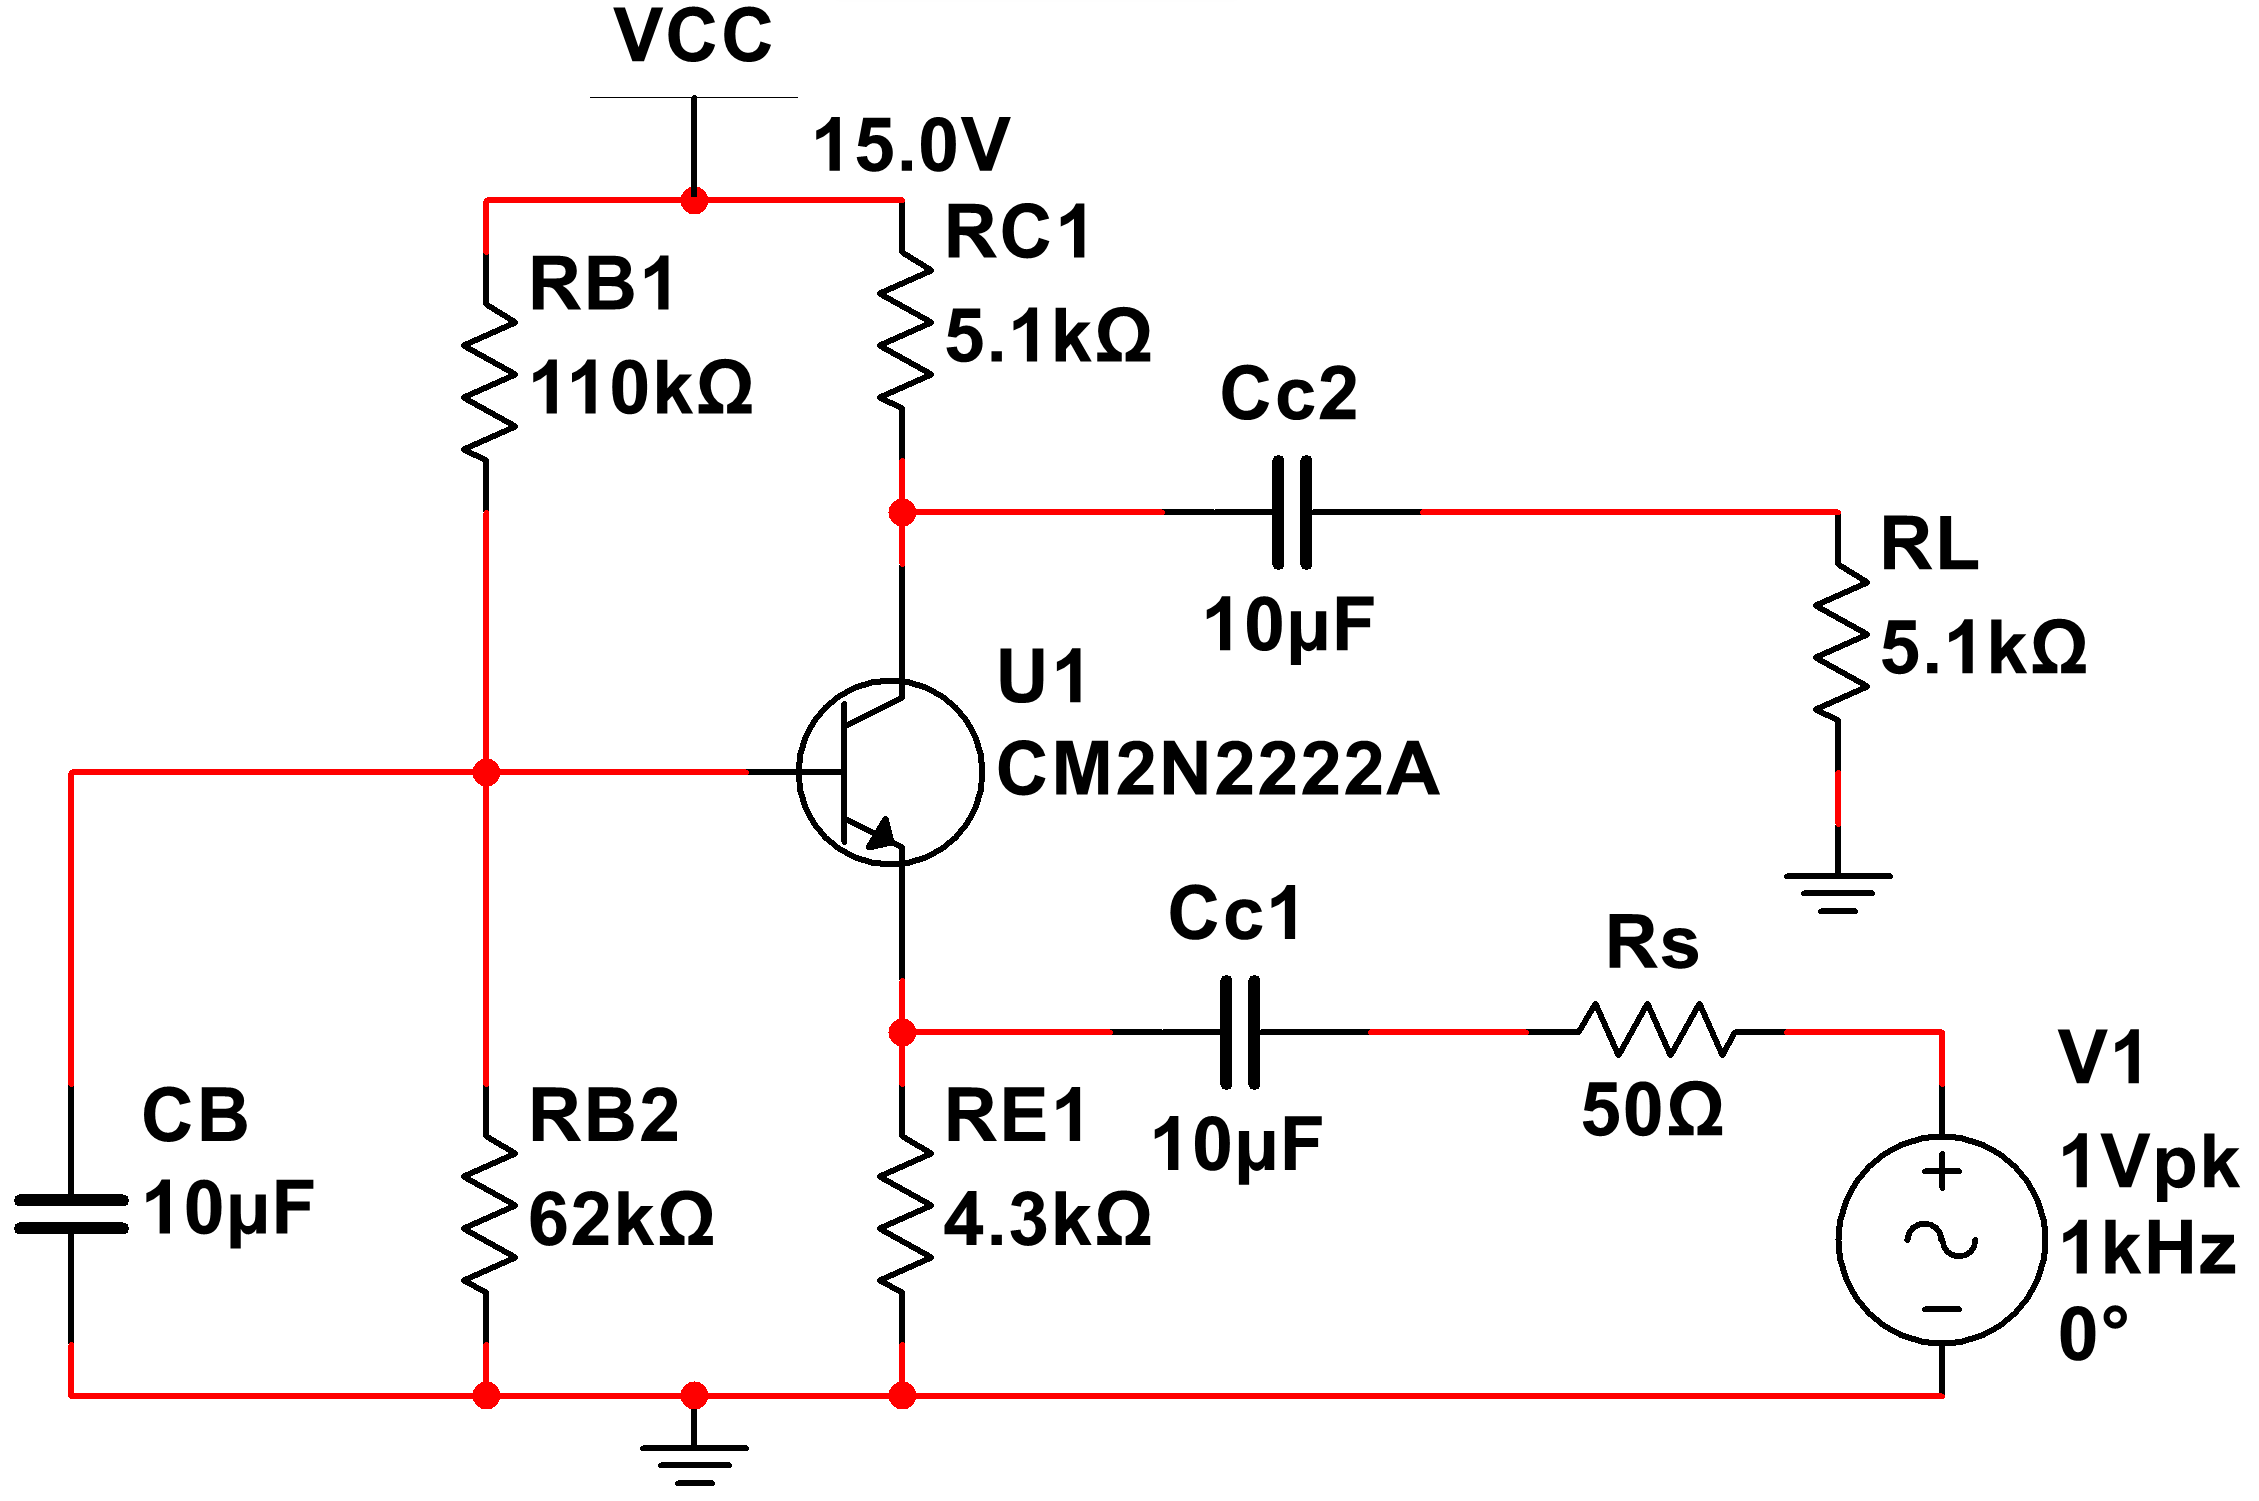 VCC
15.0V
RC1
5.1kΩ
RB1
110kΩ
Cc2
10µF
RL
5.1kΩ
U1
CM2N2222A
Cc1
10µF
Rs
50Ω
V1
1Vpk
1kHz
0°
CB
10µF
RB2
62kΩ
RE1
4.3kΩ